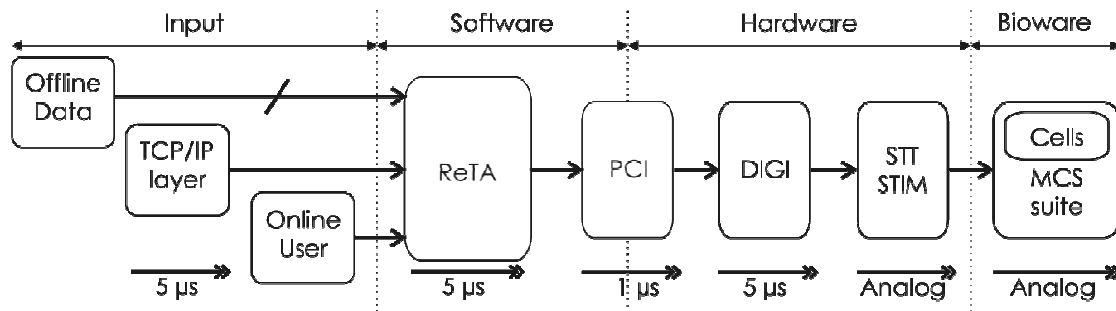 Input
Software
Hardware
Bioware
Offline
Data
TCP/IP
layer
Online
User
ReTA
PCI
DIGI
STT
STIM
Cells
MCS
suite
5 µs
5 µs
1 µs
5 µs
Analog
Analog